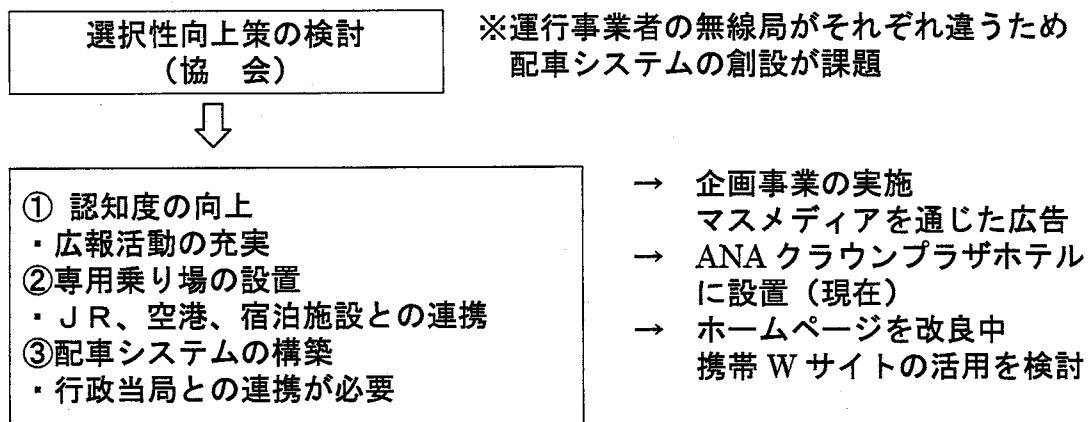 選択性向上策の検討
(協　会)
※運行事業者の無線局がそれぞれ違うため
配車システムの創設が課題
① 認知度の向上
・広報活動の充実
②専用乗り場の設置
・ＪＲ、空港、宿泊施設との連携
③配車システムの構築
・行政当局との連携が必要
→　企画事業の実施
マスメディアを通じた広告
→　ANA クラウンプラザホテル
に設置（現在）
→　ホームページを改良中
携帯 W サイトの活用を検討